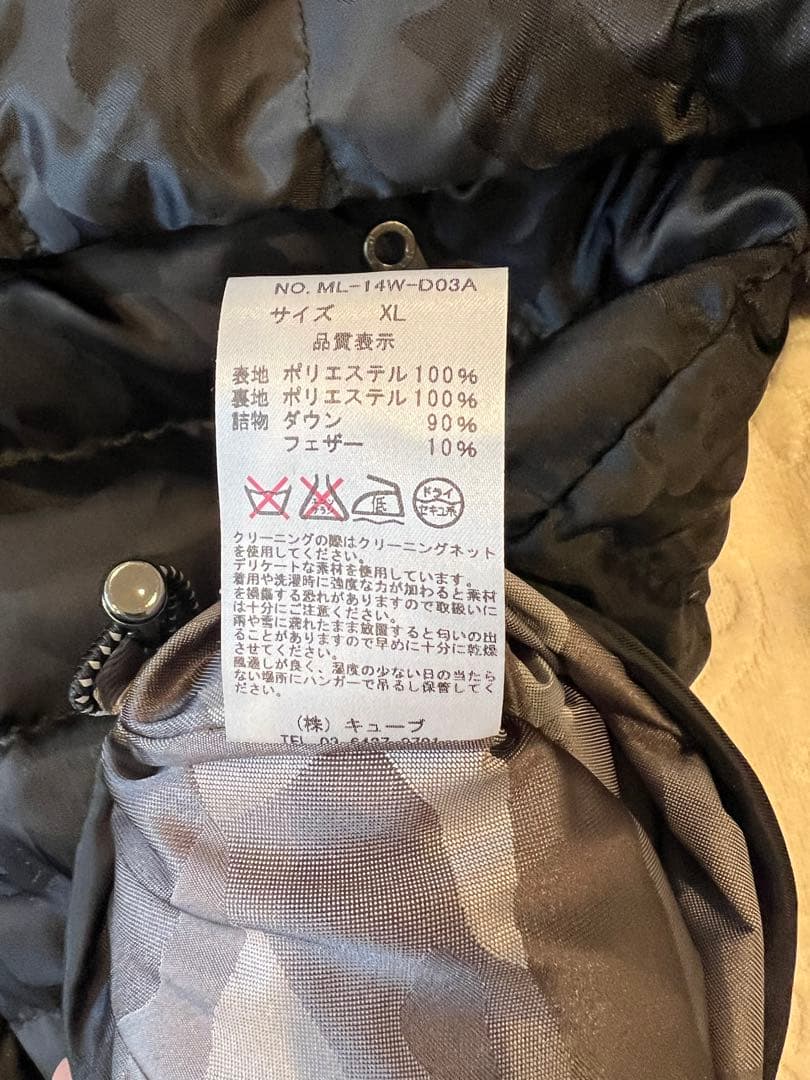 NO. ML-14W-D03A
サイズ XL
品質表示
表地 ポリエステル 100%
裏地 ポリエステル 100%
詰物 ダウン 90%
フェザー 10%
エンソサラシ 低 ドライ セキユ系
クリーニングの際はクリーニングネット
を使用してください。
デリケートな素材を使用しています。
着用や洗濯時に強度な力が加わると素材
を損傷する恐れがありますので取扱いに
は十分にご注意ください。
雨や雪に濡れたまま放置すると匂いの出
ることがありますので早めに十分に乾燥
させてください。
風通しが良く、湿度の少ない日の当たら
ない場所にハンガーで吊るし保管してく
ださい。
(株) キューブ
TEL 03